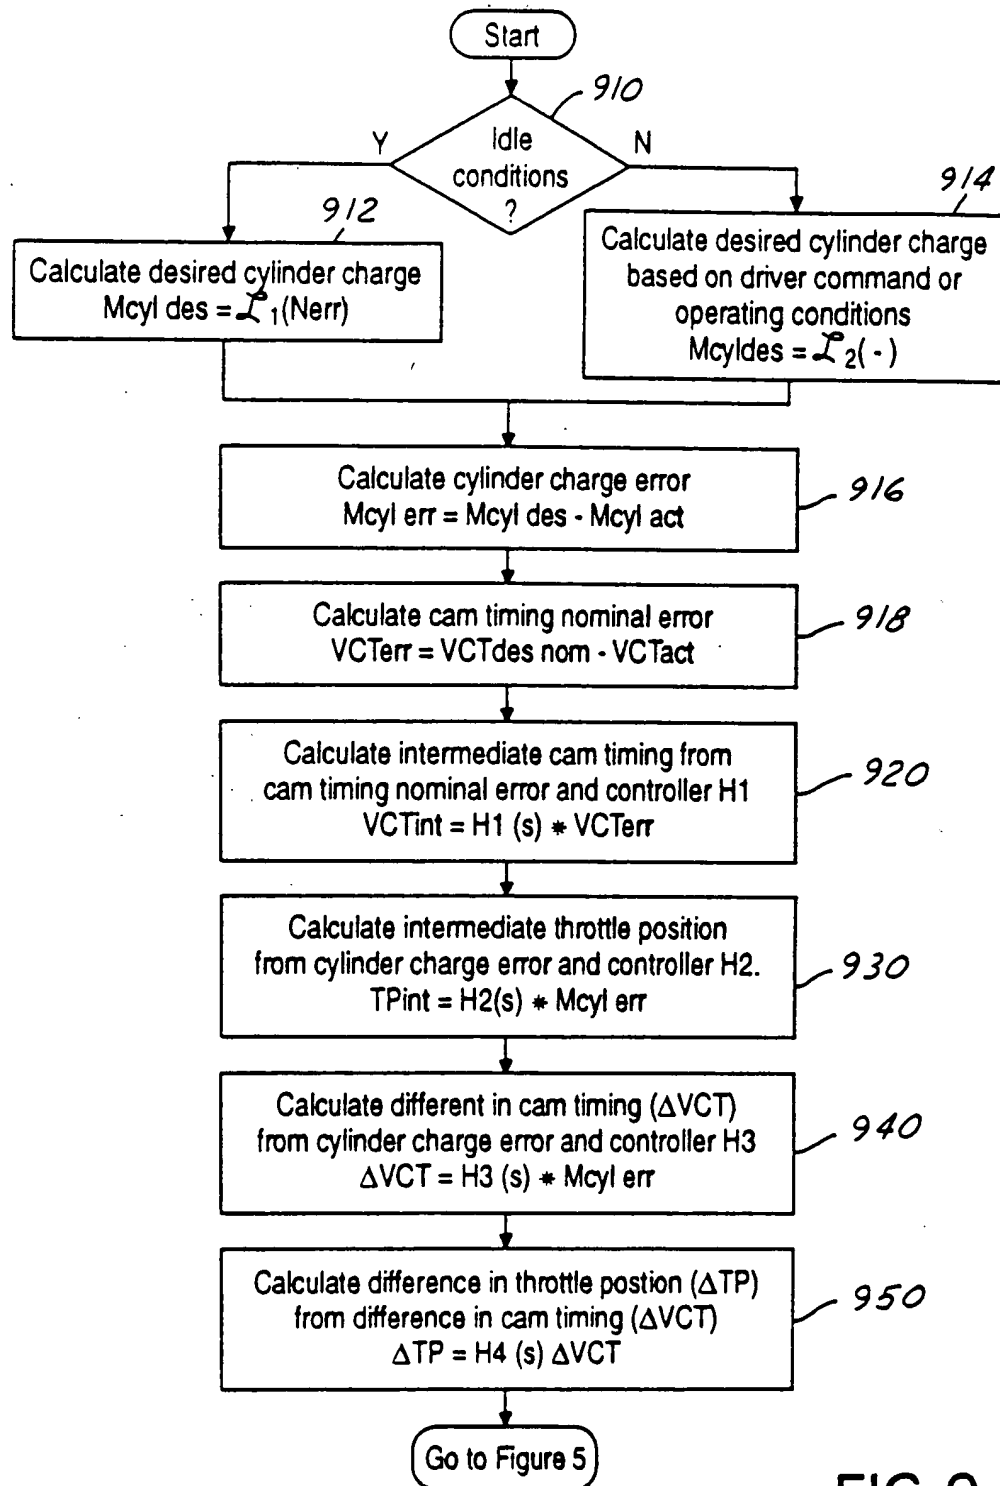 Start
910
Idle
conditions
?
Y
N
912
Calculate desired cylinder charge
Mcyl des = ℒ1(Nerr)
914
Calculate desired cylinder charge
based on driver command or
operating conditions
Mcyldes = ℒ2(-)
Calculate cylinder charge error
Mcyl err = Mcyl des - Mcyl act
916
Calculate cam timing nominal error
VCTerr = VCTdes nom - VCTact
918
Calculate intermediate cam timing from
cam timing nominal error and controller H1
VCTint = H1 (s) * VCTerr
920
Calculate intermediate throttle position
from cylinder charge error and controller H2.
TPint = H2(s) * Mcyl err
930
Calculate different in cam timing (ΔVCT)
from cylinder charge error and controller H3
ΔVCT = H3 (s) * Mcyl err
940
Calculate difference in throttle postion (ΔTP)
from difference in cam timing (ΔVCT)
ΔTP = H4 (s) ΔVCT
950
Go to Figure 5